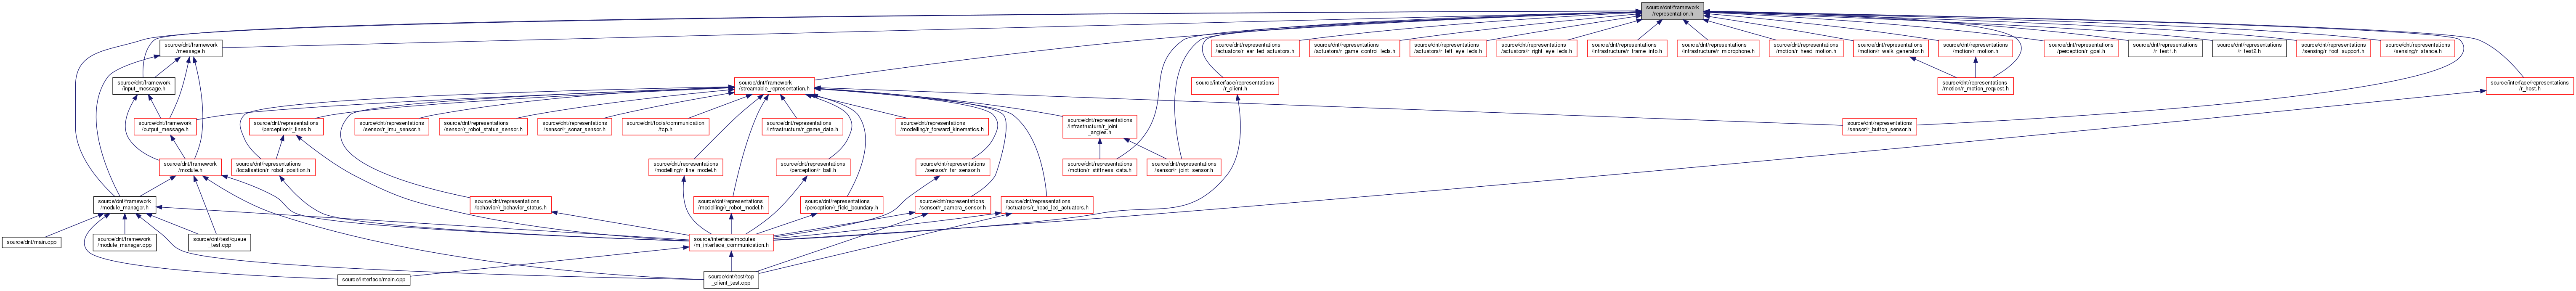 source/dnt/framework
/representation.h
source/dnt/framework
/message.h
source/dnt/representations
/actuators/r_ear_led_actuators.h
source/dnt/representations
/actuators/r_game_control_leds.h
source/dnt/representations
/actuators/r_left_eye_leds.h
source/dnt/representations
/actuators/r_right_eye_leds.h
source/dnt/representations
/infrastructure/r_frame_info.h
source/dnt/representations
/infrastructure/r_microphone.h
source/dnt/representations
/motion/r_head_motion.h
source/dnt/representations
/motion/r_walk_generator.h
source/dnt/representations
/motion/r_motion.h
source/dnt/representations
/perception/r_goal.h
source/dnt/representations
/r_test1.h
source/dnt/representations
/r_test2.h
source/dnt/representations
/sensing/r_foot_support.h
source/dnt/representations
/sensing/r_stance.h
source/dnt/framework
/input_message.h
source/dnt/framework
/streamable_representation.h
source/interface/representations
/r_client.h
source/dnt/representations
/motion/r_motion_request.h
source/interface/representations
/r_host.h
source/dnt/framework
/output_message.h
source/dnt/representations
/perception/r_lines.h
source/dnt/representations
/sensor/r_imu_sensor.h
source/dnt/representations
/sensor/r_robot_status_sensor.h
source/dnt/representations
/sensor/r_sonar_sensor.h
source/dnt/tools/communication
/tcp.h
source/dnt/representations
/infrastructure/r_game_data.h
source/dnt/representations
/modelling/r_forward_kinematics.h
source/dnt/representations
/infrastructure/r_joint
_angles.h
source/dnt/representations
/sensor/r_button_sensor.h
source/dnt/framework
/module.h
source/dnt/representations
/localisation/r_robot_position.h
source/dnt/representations
/modelling/r_line_model.h
source/dnt/representations
/perception/r_ball.h
source/dnt/representations
/sensor/r_fsr_sensor.h
source/dnt/representations
/motion/r_stiffness_data.h
source/dnt/representations
/sensor/r_joint_sensor.h
source/dnt/framework
/module_manager.h
source/dnt/representations
/behavior/r_behavior_status.h
source/dnt/representations
/modelling/r_robot_model.h
source/dnt/representations
/perception/r_field_boundary.h
source/dnt/representations
/sensor/r_camera_sensor.h
source/dnt/representations
/actuators/r_head_led_actuators.h
source/dnt/main.cpp
source/dnt/framework
/module_manager.cpp
source/dnt/test/queue
_test.cpp
source/interface/modules
/m_interface_communication.h
source/interface/main.cpp
source/dnt/test/tcp
_client_test.cpp